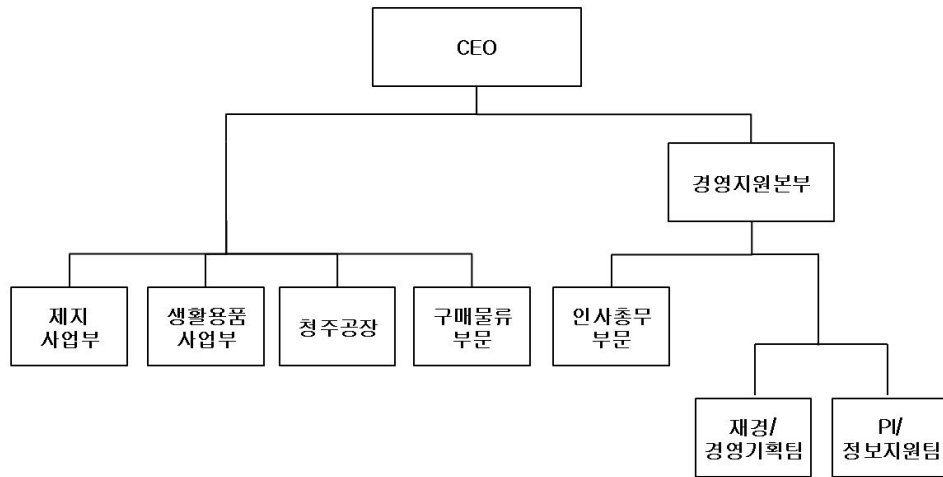 CEO
경영지원본부
제지
사업부
생활용품
사업부
청주공장
구매물류
부문
인사총무
부문
재경/
경영기획팀
PI/
정보지원팀